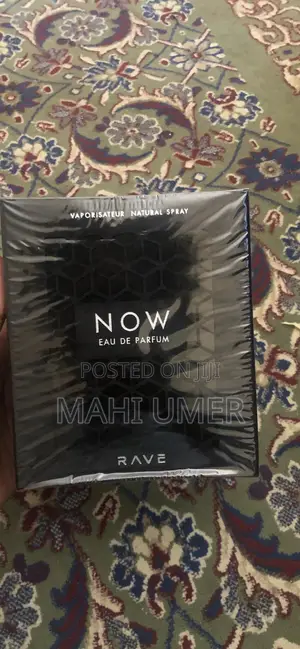 VAPORISATEUR NATURAL SPRAY
NOW
EAU DE PARFUM
POSTED ON JIJI
MAHI UMER
RAVE